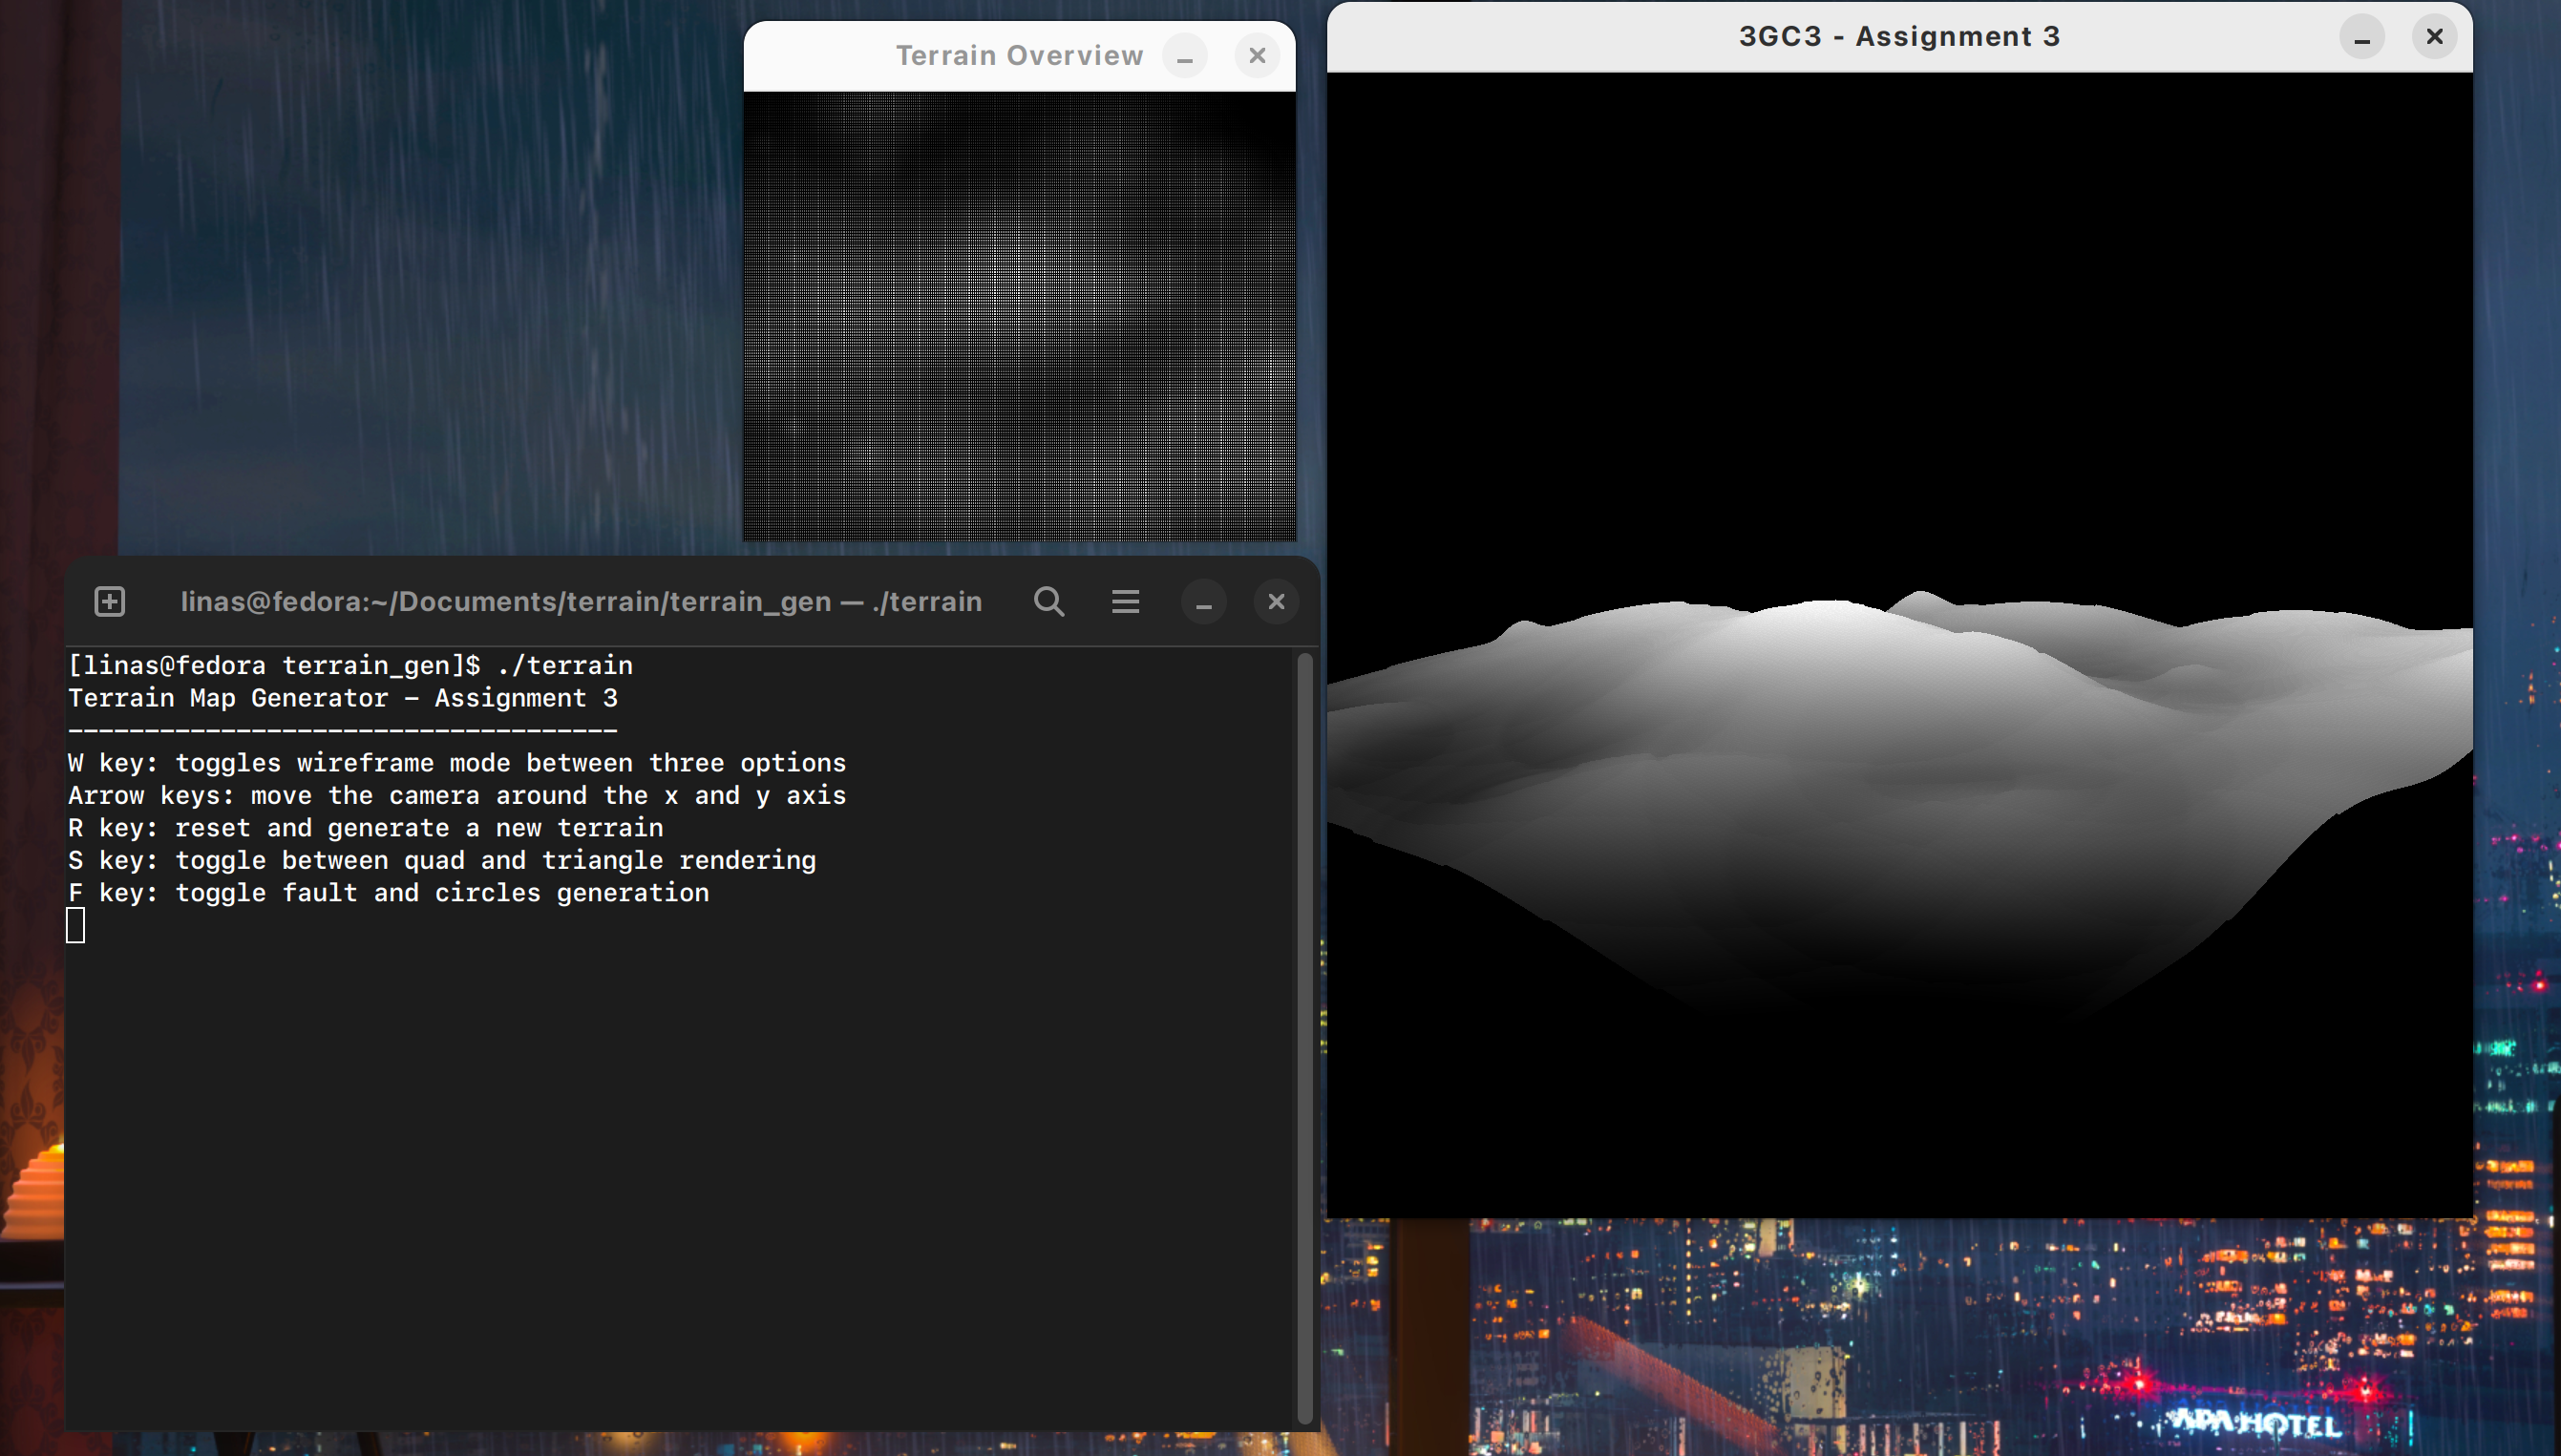 Terrain Overview
3GC3 - Assignment 3
linas@fedora:~/Documents/terrain/terrain_gen — ./terrain
[linas@fedora terrain_gen]$ ./terrain
Terrain Map Generator - Assignment 3
------------------------------------
W key: toggles wireframe mode between three options
Arrow keys: move the camera around the x and y axis
R key: reset and generate a new terrain
S key: toggle between quad and triangle rendering
F key: toggle fault and circles generation
APA HOTEL